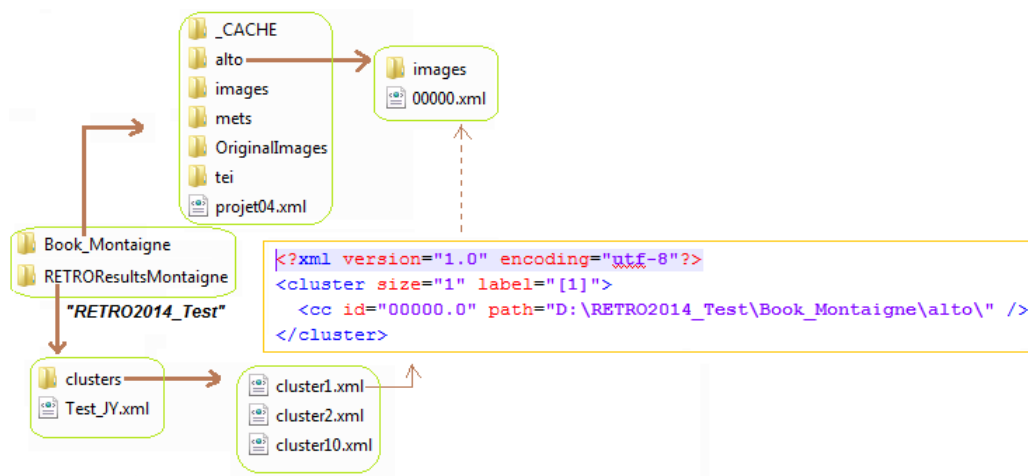 _CACHE
alto
images
mets
OriginalImages
tei
projet04.xml
images
00000.xml
Book_Montaigne
RETROResultsMontaigne
"RETRO2014_Test"
<?xml version="1.0" encoding="utf-8"?>
<cluster size="1" label="[1]">
<cc id="00000.0" path="D:\RETRO2014_Test\Book_Montaigne\alto\" />
</cluster>
clusters
Test_JY.xml
cluster1.xml
cluster2.xml
cluster10.xml